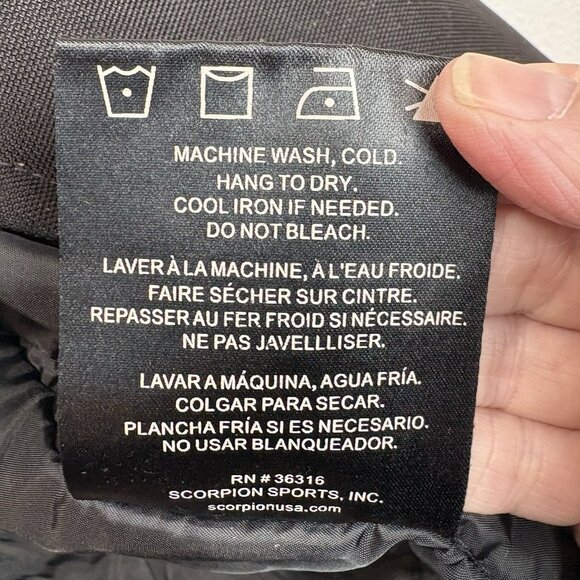 MACHINE WASH, COLD.
HANG TO DRY.
COOL IRON IF NEEDED.
DO NOT BLEACH.
LAVER À LA MACHINE, À L'EAU FROIDE.
FAIRE SÉCHER SUR CINTRE.
REPASSER AU FER FROID SI NÉCESSAIRE.
NE PAS JAVELLLISER.
LAVAR A MÁQUINA, AGUA FRÍA.
COLGAR PARA SECAR.
PLANCHA FRÍA SI ES NECESARIO.
NO USAR BLANQUEADOR.
RN # 36316
SCORPION SPORTS, INC.
scorpionusa.com